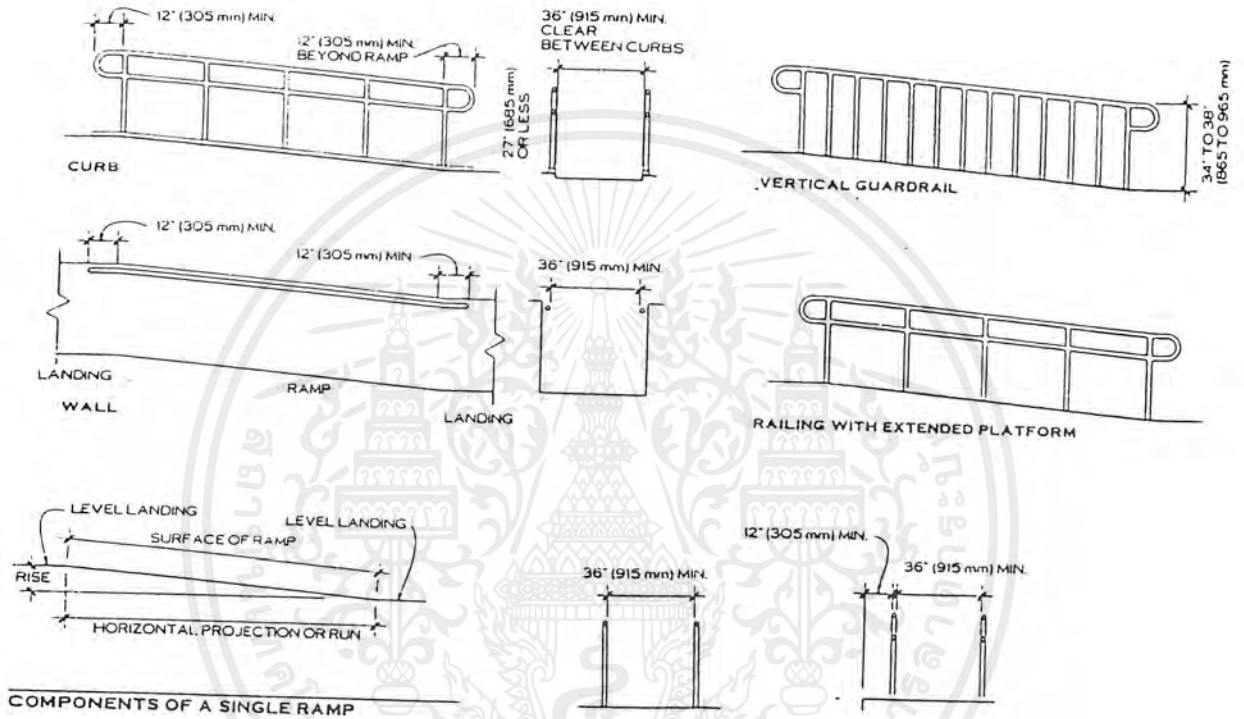 12" (305 mm) MIN.
12" (305 mm) MIN.
BEYOND RAMP
CURB
36" (915 mm) MIN.
CLEAR
BETWEEN CURBS
27" (685 mm)
OR LESS
34" TO 38"
(865 TO 965 mm)
VERTICAL GUARDRAIL
12" (305 mm) MIN.
12" (305 mm) MIN
LANDING
RAMP
WALL
LANDING
36" (915 mm) MIN.
RAILING WITH EXTENDED PLATFORM
LEVEL LANDING
LEVEL LANDING
SURFACE OF RAMP
RISE
HORIZONTAL PROJECTION OR RUN
COMPONENTS OF A SINGLE RAMP
36" (915 mm) MIN.
12" (305 mm) MIN.
36" (915 mm) MIN.